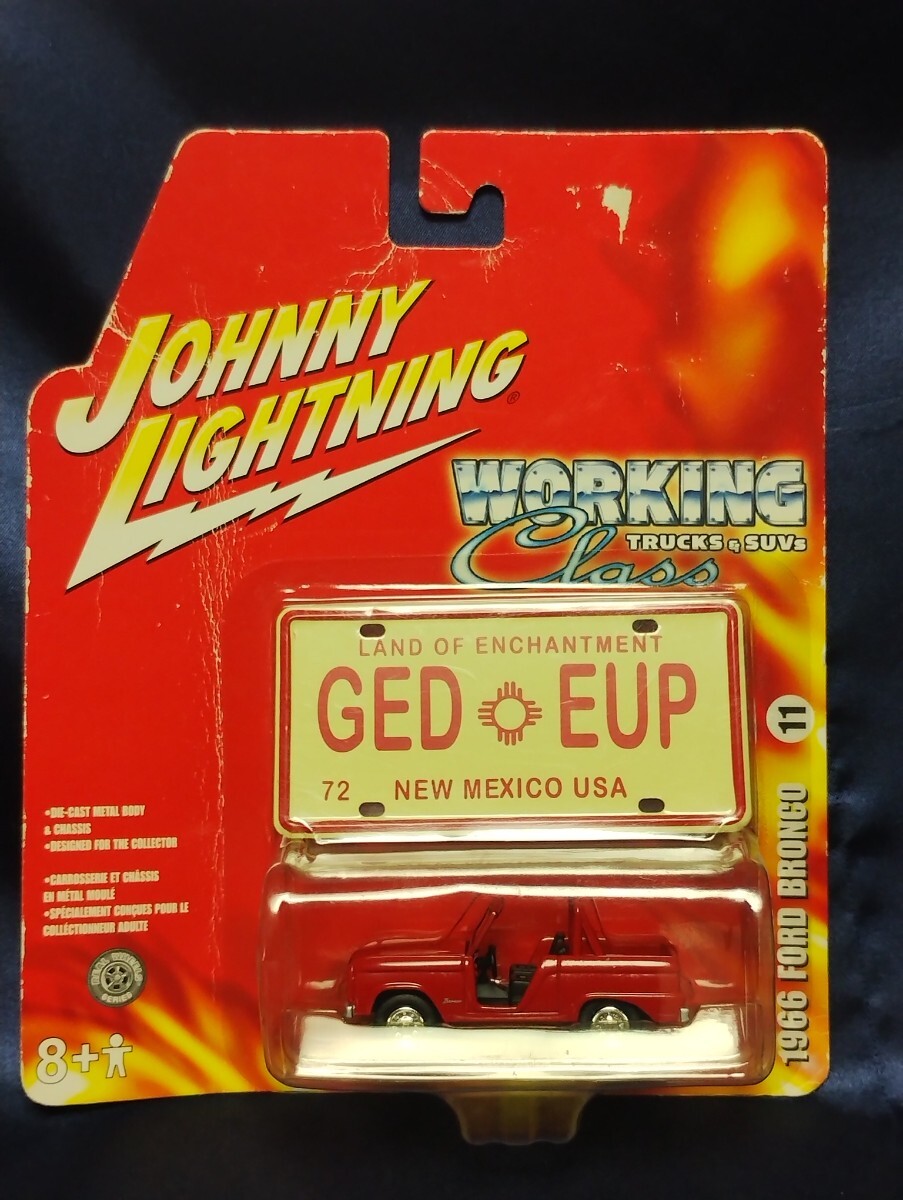 JOHNNY
LIGHTNING®
WORKING
TRUCKS & SUVs
Class
LAND OF ENCHANTMENT
GED EUP
72 NEW MEXICO USA
11
1966 FORD BRONCO
•DIE-CAST METAL BODY
& CHASSIS
•DESIGNED FOR THE COLLECTOR
•CARROSSERIE ET CHÂSSIS
EN MÉTAL MOULÉ
•SPÉCIALEMENT CONÇUES POUR LE
COLLÉCTIONNEUR ADULTE
SERIES
8+